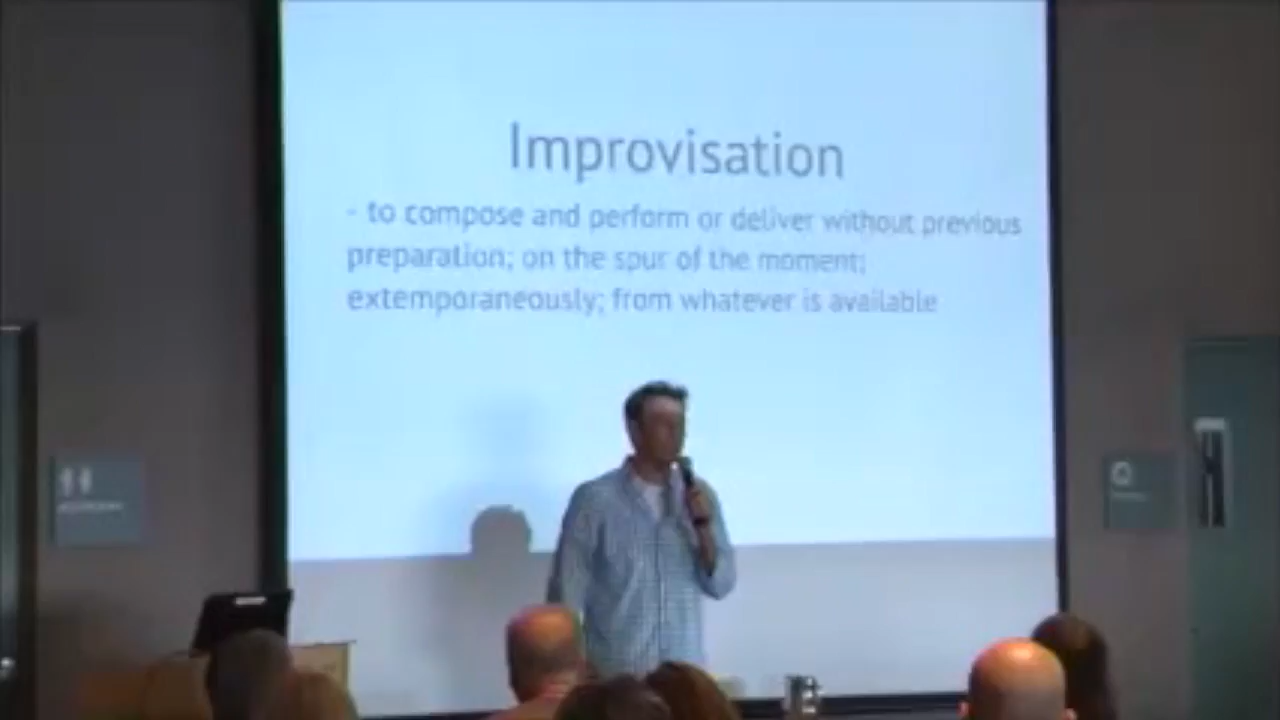 Improvisation
- to compose and perform or deliver without previous
preparation; on the spur of the moment;
extemporaneously; from whatever is available